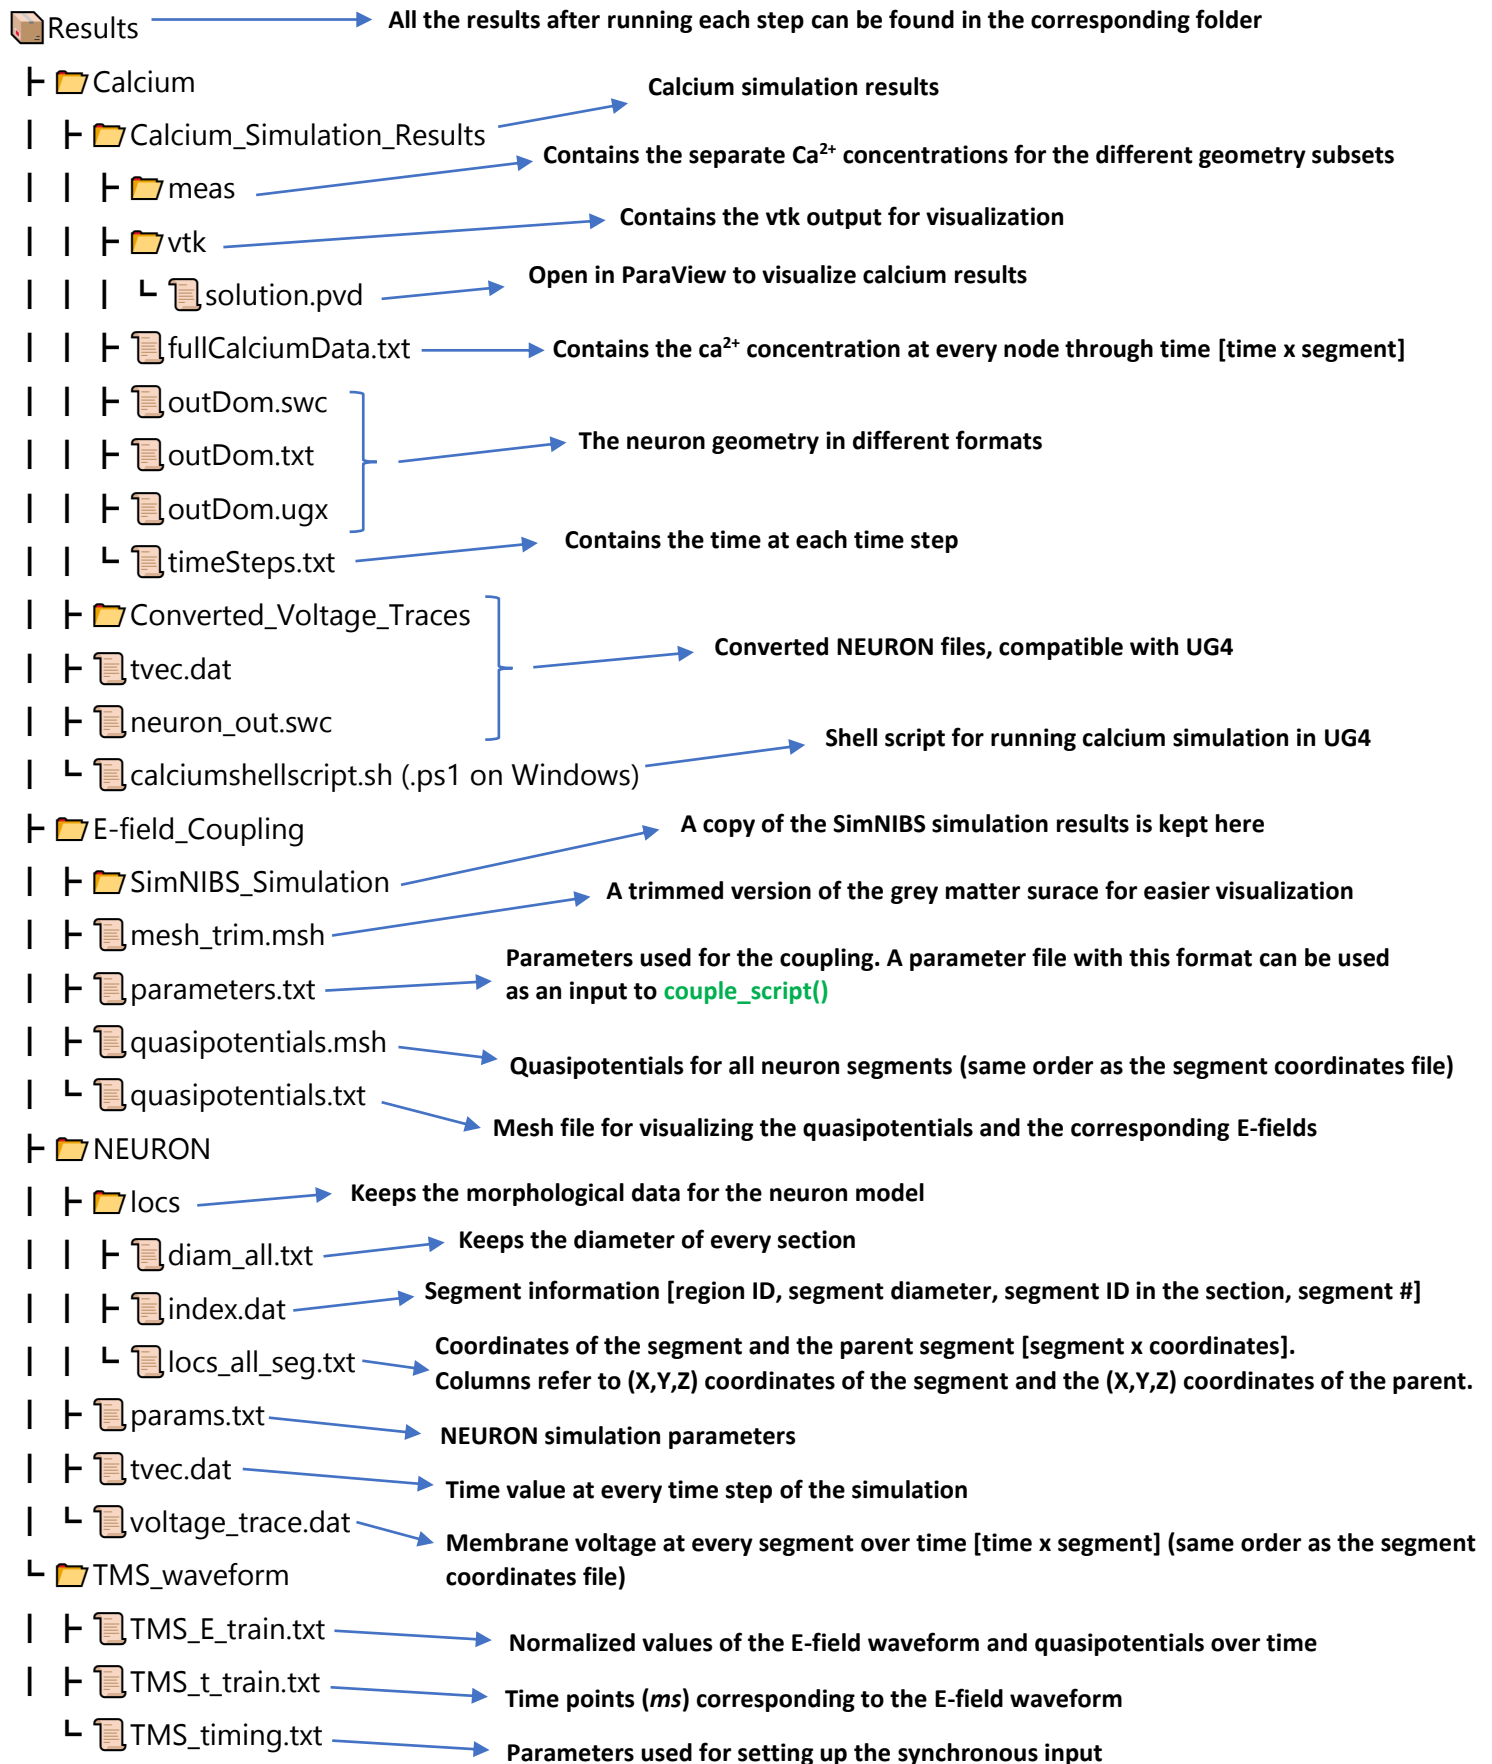 Results All the results after running each step can be found in the corresponding folder
Calcium
Calcium simulation results
Calcium_Simulation_Results
Contains the separate Ca²⁺ concentrations for the different geometry subsets
meas
Contains the vtk output for visualization
vtk
Open in ParaView to visualize calcium results
solution.pvd
fullCalciumData.txt Contains the ca²⁺ concentration at every node through time [time x segment]
outDom.swc
The neuron geometry in different formats
outDom.txt
outDom.ugx
Contains the time at each time step
timeSteps.txt
Converted_Voltage_Traces
Converted NEURON files, compatible with UG4
tvec.dat
neuron_out.swc
Shell script for running calcium simulation in UG4
calciumshellscript.sh (.ps1 on Windows)
E-field_Coupling A copy of the SimNIBS simulation results is kept here
SimNIBS_Simulation
A trimmed version of the grey matter surace for easier visualization
mesh_trim.msh
Parameters used for the coupling. A parameter file with this format can be used
parameters.txt as an input to couple_script()
quasipotentials.msh
Quasipotentials for all neuron segments (same order as the segment coordinates file)
quasipotentials.txt
Mesh file for visualizing the quasipotentials and the corresponding E-fields
NEURON
locs Keeps the morphological data for the neuron model
diam_all.txt Keeps the diameter of every section
Segment information [region ID, segment diameter, segment ID in the section, segment #]
index.dat
Coordinates of the segment and the parent segment [segment x coordinates].
locs_all_seg.txt
Columns refer to (X,Y,Z) coordinates of the segment and the (X,Y,Z) coordinates of the parent.
params.txt
NEURON simulation parameters
tvec.dat
Time value at every time step of the simulation
voltage_trace.dat
Membrane voltage at every segment over time [time x segment] (same order as the segment
coordinates file)
TMS_waveform
TMS_E_train.txt Normalized values of the E-field waveform and quasipotentials over time
TMS_t_train.txt
Time points (ms) corresponding to the E-field waveform
TMS_timing.txt
Parameters used for setting up the synchronous input